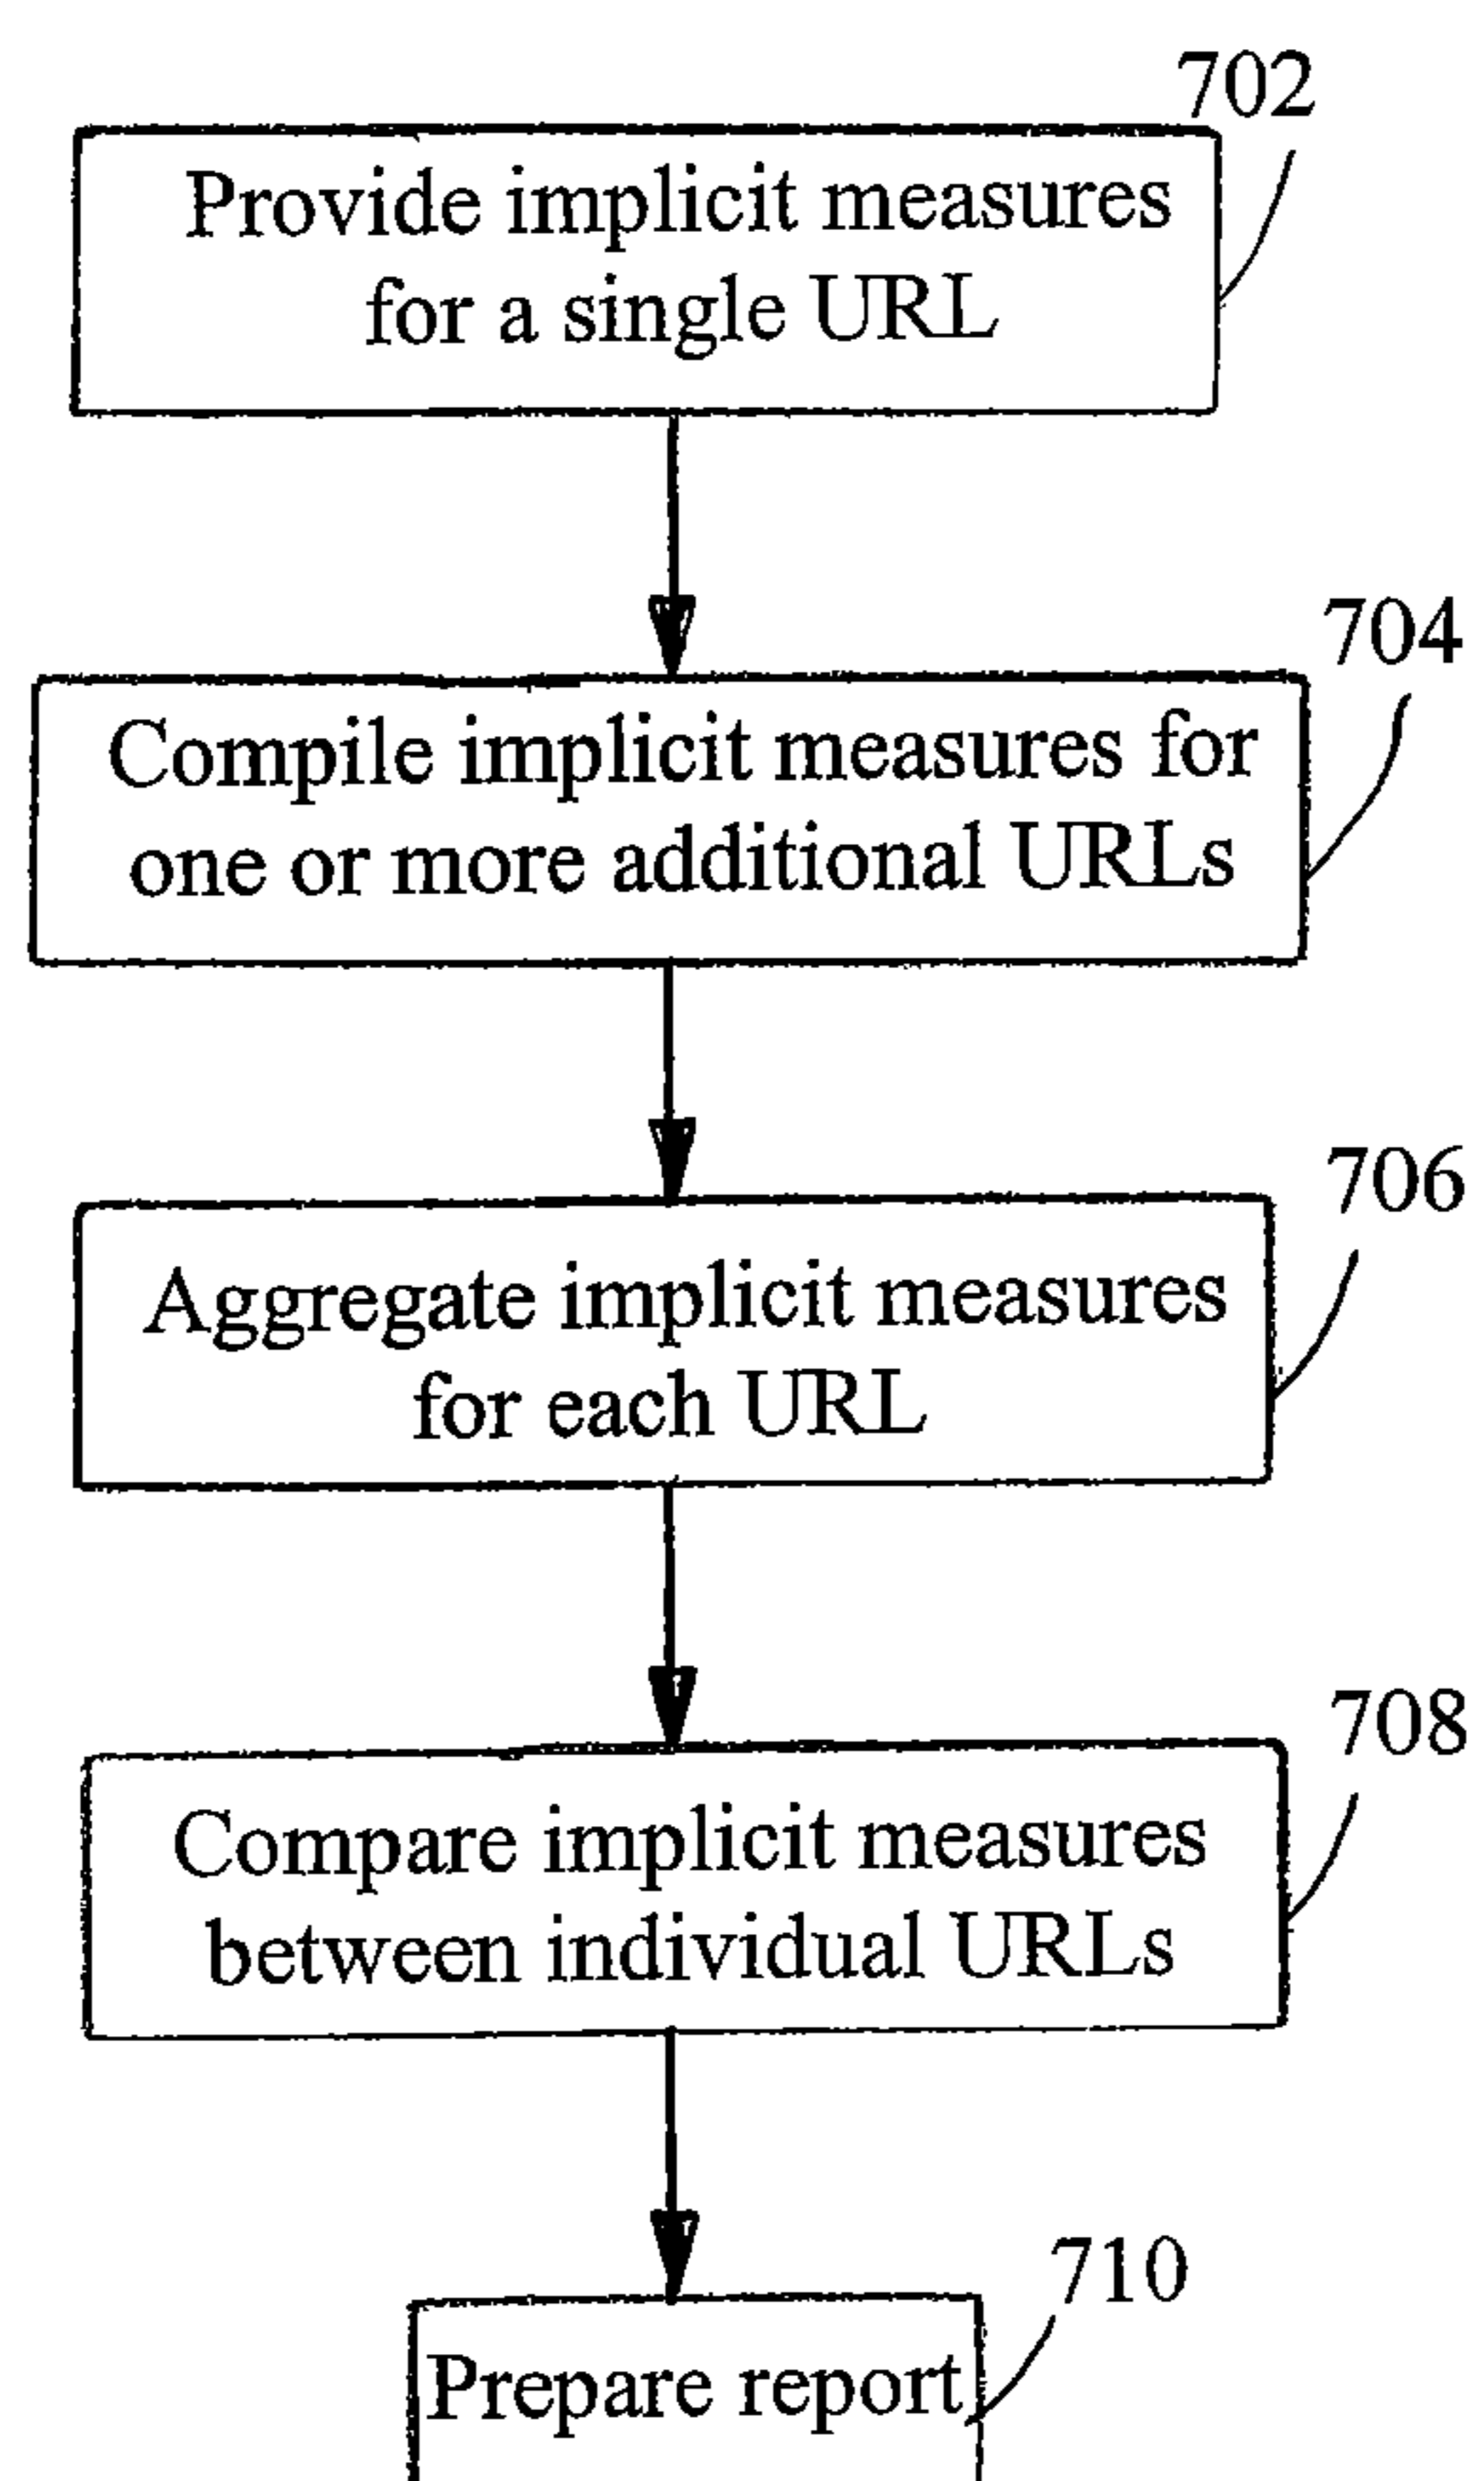 702
Provide implicit measures
for a single URL
704
Compile implicit measures for
one or more additional URLs
706
Aggregate implicit measures
for each URL
708
Compare implicit measures
between individual URLs
710
Prepare report